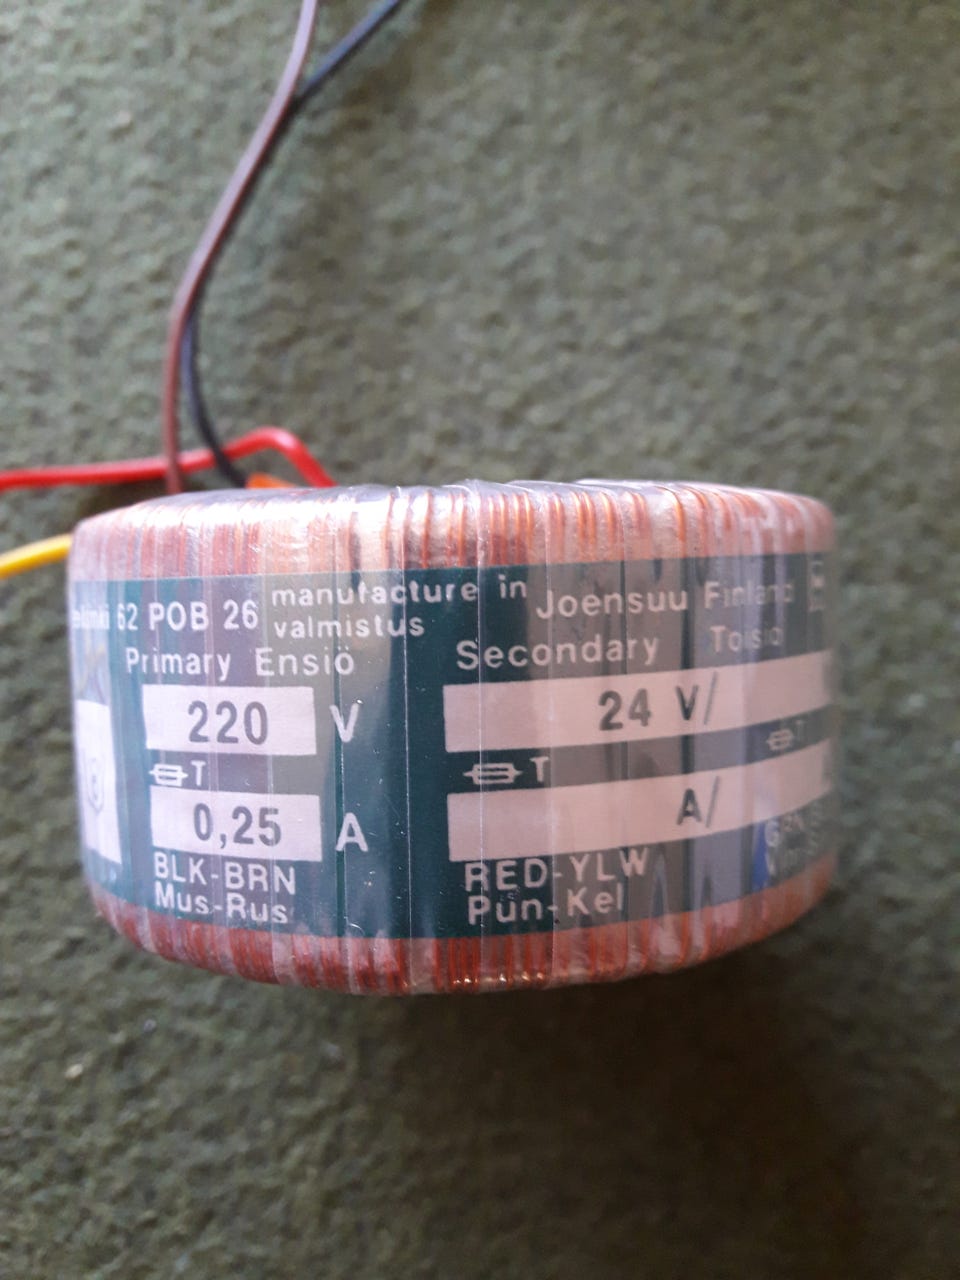 62 POB 26 manufacture in Joensuu Finland
valmistus
Primary Ensiö Secondary Toisio
220 V 24 V/
T T T
0,25 A A/
BLK-BRN RED-YLW
Mus-Rus Pun-Kel